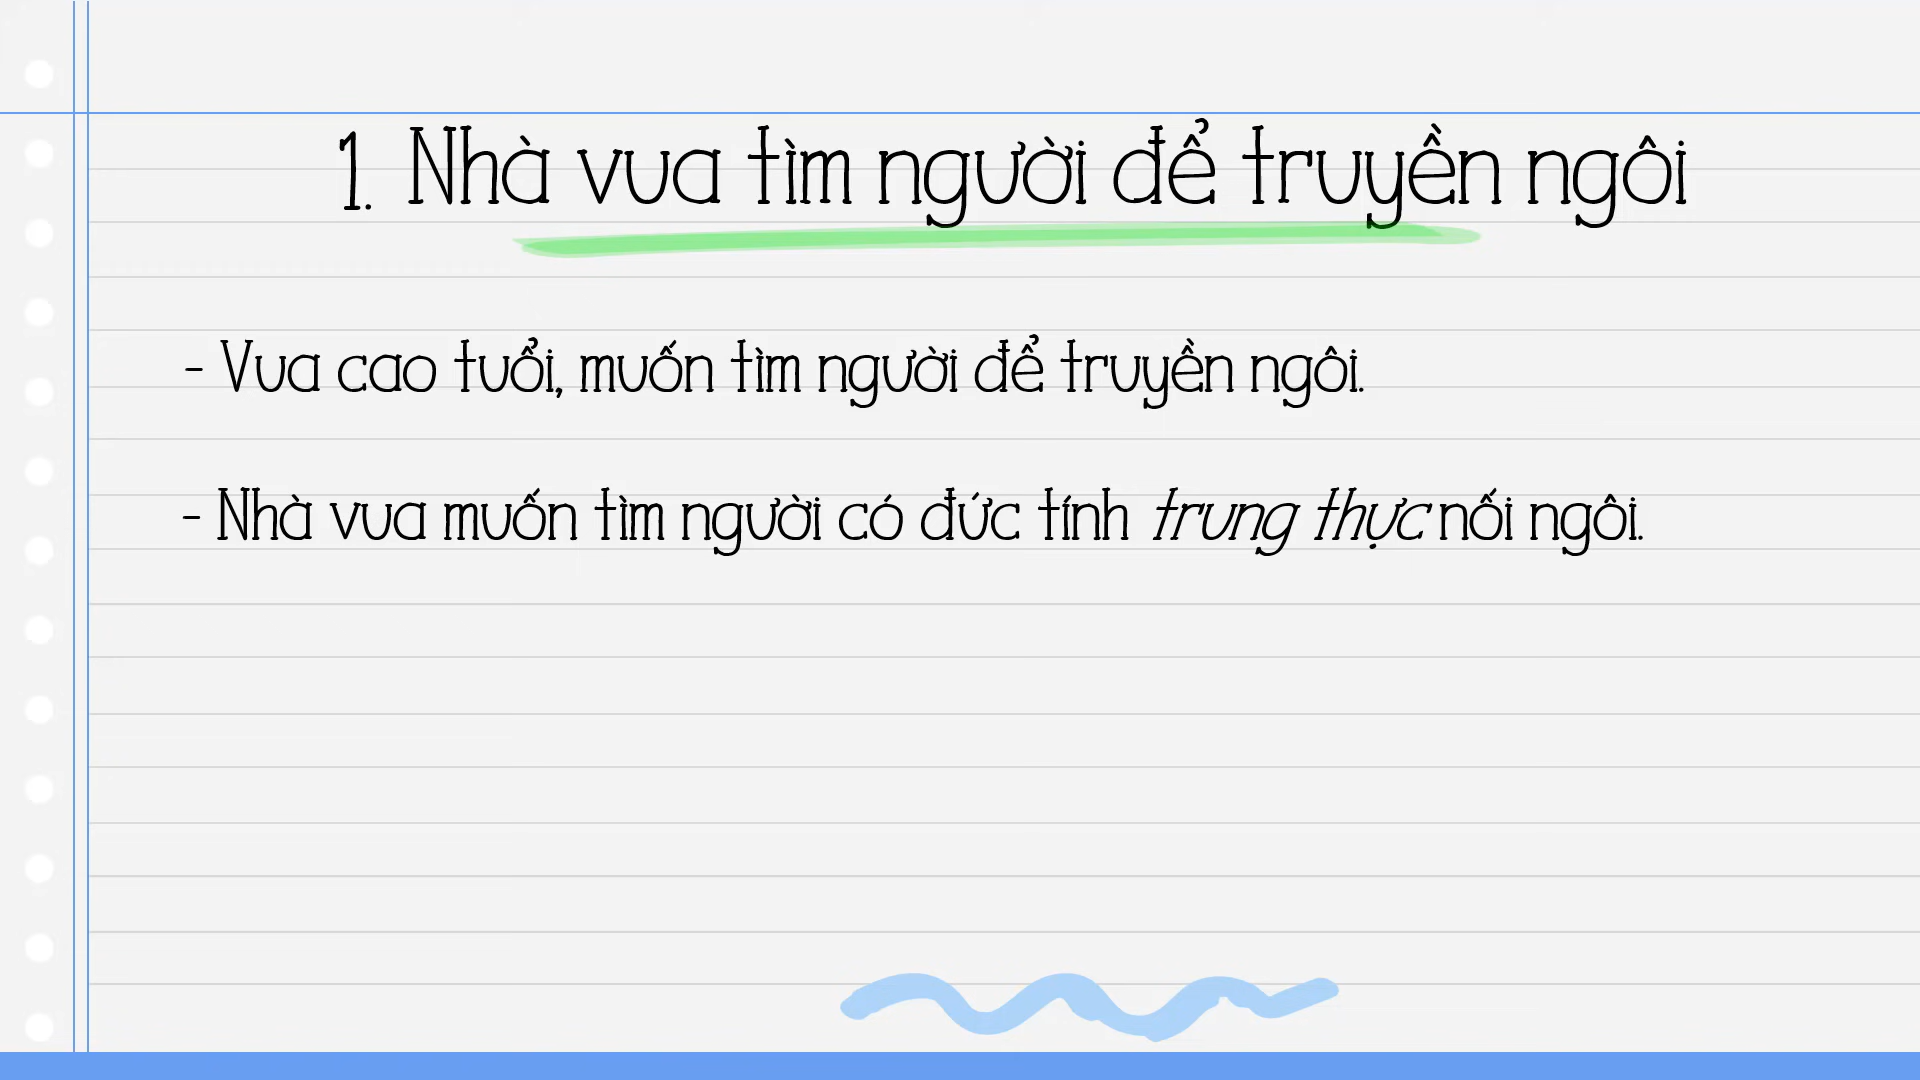 1. Nhà vua tìm người để truyền ngôi
- Vua cao tuổi, muốn tìm người để truyền ngôi.
- Nhà vua muốn tìm người có đức tính trung thực nối ngôi.